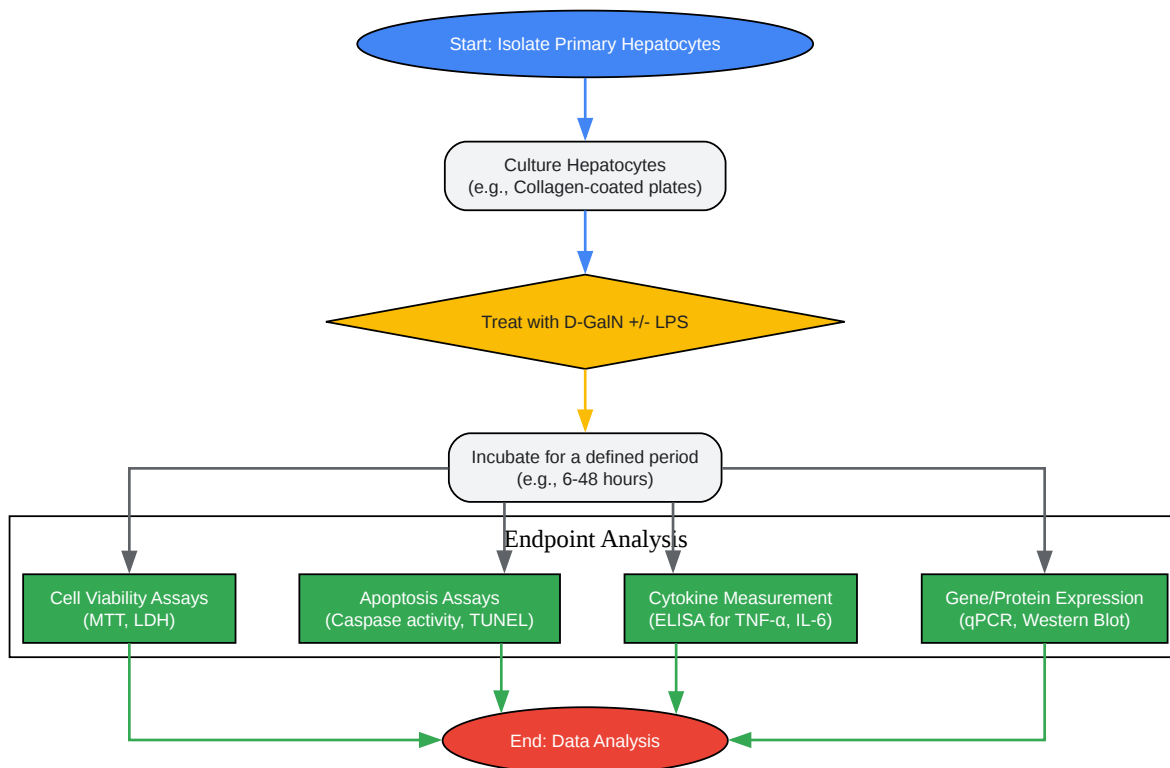 Start: Isolate Primary Hepatocytes
Culture Hepatocytes
(e.g., Collagen-coated plates)
Treat with D-GalN +/- LPS
Incubate for a defined period
(e.g., 6-48 hours)
Endpoint Analysis
Cell Viability Assays
(MTT, LDH)
Apoptosis Assays
(Caspase activity, TUNEL)
Cytokine Measurement
(ELISA for TNF-α, IL-6)
Gene/Protein Expression
(qPCR, Western Blot)
End: Data Analysis